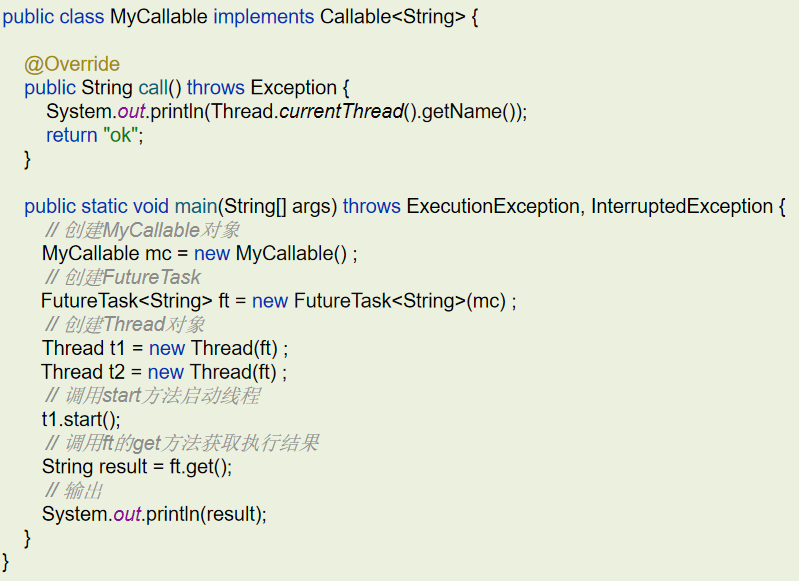 public class MyCallable implements Callable<String> {
@Override
public String call() throws Exception {
System.out.println(Thread.currentThread().getName());
return "ok";
}
public static void main(String[] args) throws ExecutionException, InterruptedException {
// 创建MyCallable对象
MyCallable mc = new MyCallable() ;
// 创建FutureTask
FutureTask<String> ft = new FutureTask<String>(mc) ;
// 创建Thread对象
Thread t1 = new Thread(ft) ;
Thread t2 = new Thread(ft) ;
// 调用start方法启动线程
t1.start();
// 调用ft的get方法获取执行结果
String result = ft.get();
// 输出
System.out.println(result);
}
}